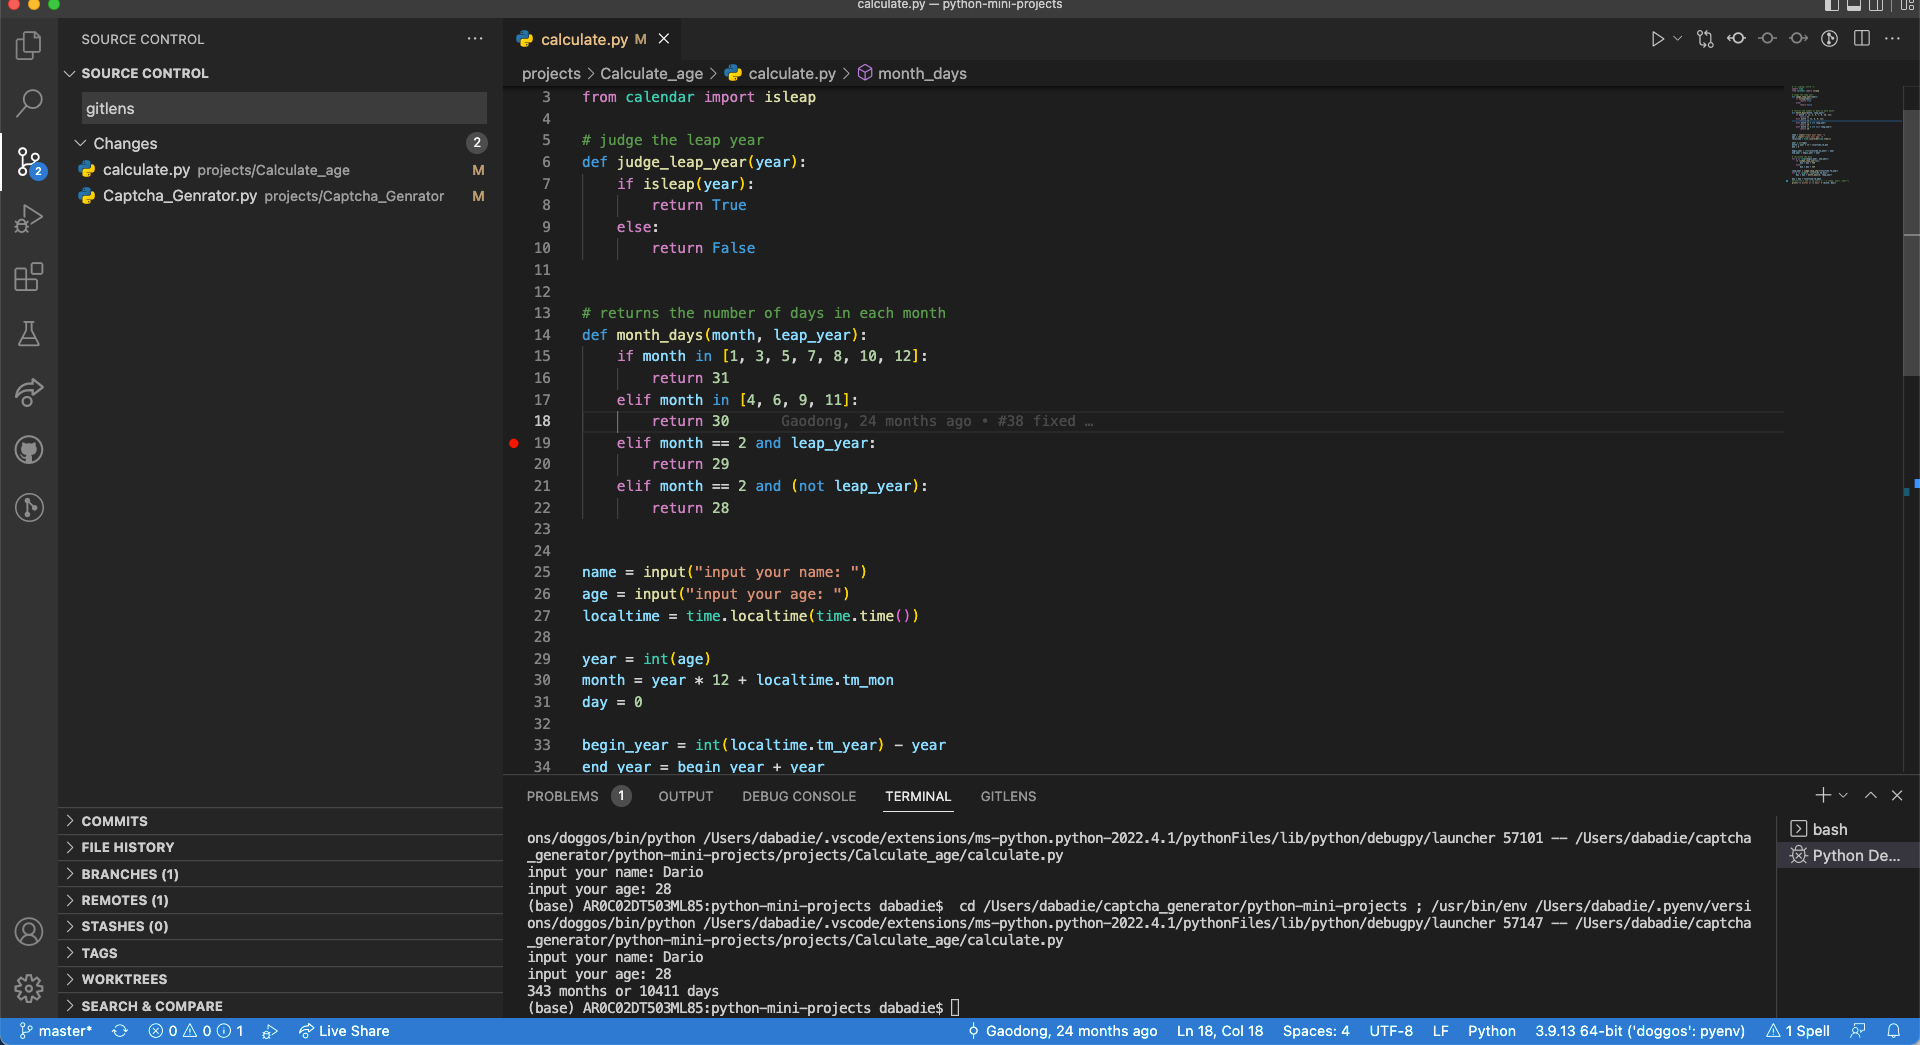 calculate.py — python-mini-projects
SOURCE CONTROL
SOURCE CONTROL
gitlens
Changes 2
calculate.py projects/Calculate_age M
Captcha_Genrator.py projects/Captcha_Genrator M
2
COMMITS
FILE HISTORY
BRANCHES (1)
REMOTES (1)
STASHES (0)
TAGS
WORKTREES
SEARCH & COMPARE
calculate.py M
projects > Calculate_age > calculate.py > month_days
3 from calendar import isleap
4
5 # judge the leap year
6 def judge_leap_year(year):
7 if isleap(year):
8 return True
9 else:
10 return False
11
12
13 # returns the number of days in each month
14 def month_days(month, leap_year):
15 if month in [1, 3, 5, 7, 8, 10, 12]:
16 return 31
17 elif month in [4, 6, 9, 11]:
18 return 30 Gaodong, 24 months ago • #38 fixed …
19 elif month == 2 and leap_year:
20 return 29
21 elif month == 2 and (not leap_year):
22 return 28
23
24
25 name = input("input your name: ")
26 age = input("input your age: ")
27 localtime = time.localtime(time.time())
28
29 year = int(age)
30 month = year * 12 + localtime.tm_mon
31 day = 0
32
33 begin_year = int(localtime.tm_year) - year
34 end_year = begin_year + year
PROBLEMS 1 OUTPUT DEBUG CONSOLE TERMINAL GITLENS
ons/doggos/bin/python /Users/dabadie/.vscode/extensions/ms-python.python-2022.4.1/pythonFiles/lib/python/debugpy/launcher 57101 -- /Users/dabadie/captcha
_generator/python-mini-projects/projects/Calculate_age/calculate.py
input your name: Dario
input your age: 28
(base) AR0C02DT503ML85:python-mini-projects dabadie$  cd /Users/dabadie/captcha_generator/python-mini-projects ; /usr/bin/env /Users/dabadie/.pyenv/versi
ons/doggos/bin/python /Users/dabadie/.vscode/extensions/ms-python.python-2022.4.1/pythonFiles/lib/python/debugpy/launcher 57147 -- /Users/dabadie/captcha
_generator/python-mini-projects/projects/Calculate_age/calculate.py
input your name: Dario
input your age: 28
343 months or 10411 days
(base) AR0C02DT503ML85:python-mini-projects dabadie$
bash
Python De...
master* 0 0 1 Live Share Gaodong, 24 months ago Ln 18, Col 18 Spaces: 4 UTF-8 LF Python 3.9.13 64-bit ('doggos': pyenv) 1 Spell